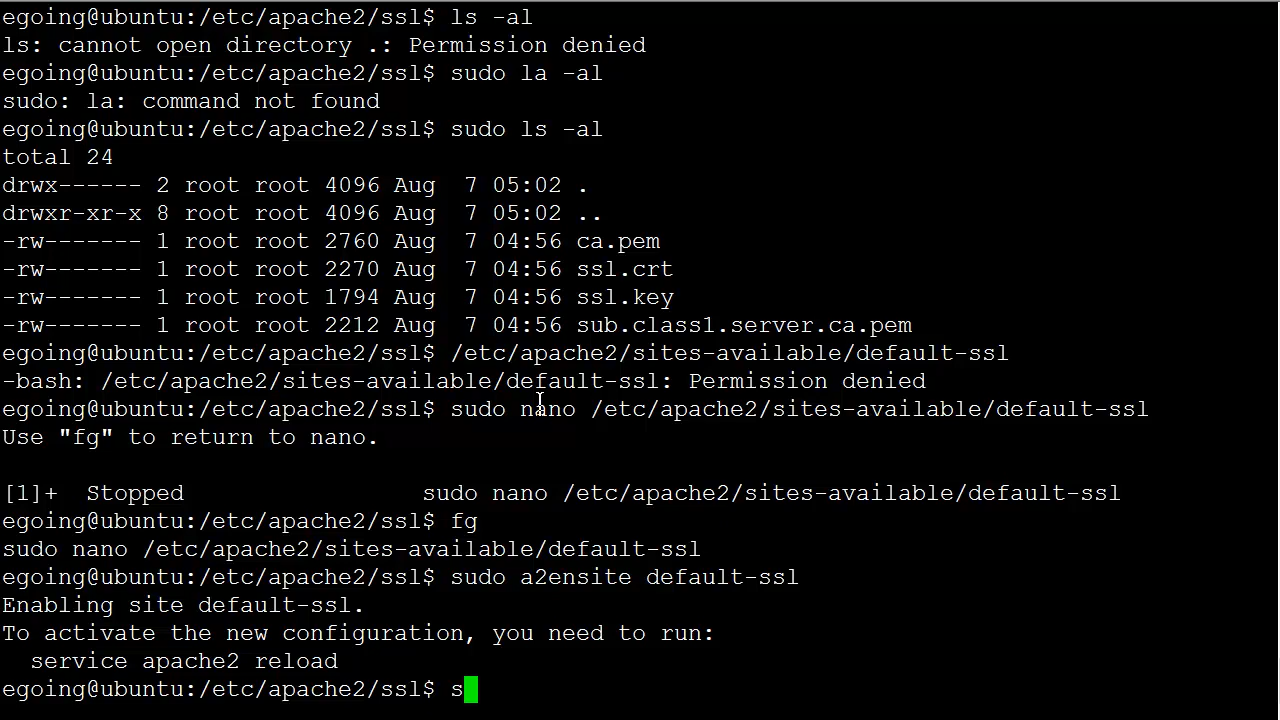 egoing@ubuntu:/etc/apache2/ssl$ ls -al
ls: cannot open directory .: Permission denied
egoing@ubuntu:/etc/apache2/ssl$ sudo la -al
sudo: la: command not found
egoing@ubuntu:/etc/apache2/ssl$ sudo ls -al
total 24
drwx------ 2 root root 4096 Aug  7 05:02 .
drwxr-xr-x 8 root root 4096 Aug  7 05:02 ..
-rw------- 1 root root 2760 Aug  7 04:56 ca.pem
-rw------- 1 root root 2270 Aug  7 04:56 ssl.crt
-rw------- 1 root root 1794 Aug  7 04:56 ssl.key
-rw------- 1 root root 2212 Aug  7 04:56 sub.class1.server.ca.pem
egoing@ubuntu:/etc/apache2/ssl$ /etc/apache2/sites-available/default-ssl
-bash: /etc/apache2/sites-available/default-ssl: Permission denied
egoing@ubuntu:/etc/apache2/ssl$ sudo nano /etc/apache2/sites-available/default-ssl
Use "fg" to return to nano.
[1]+  Stopped                 sudo nano /etc/apache2/sites-available/default-ssl
egoing@ubuntu:/etc/apache2/ssl$ fg
sudo nano /etc/apache2/sites-available/default-ssl
egoing@ubuntu:/etc/apache2/ssl$ sudo a2ensite default-ssl
Enabling site default-ssl.
To activate the new configuration, you need to run:
  service apache2 reload
egoing@ubuntu:/etc/apache2/ssl$ s